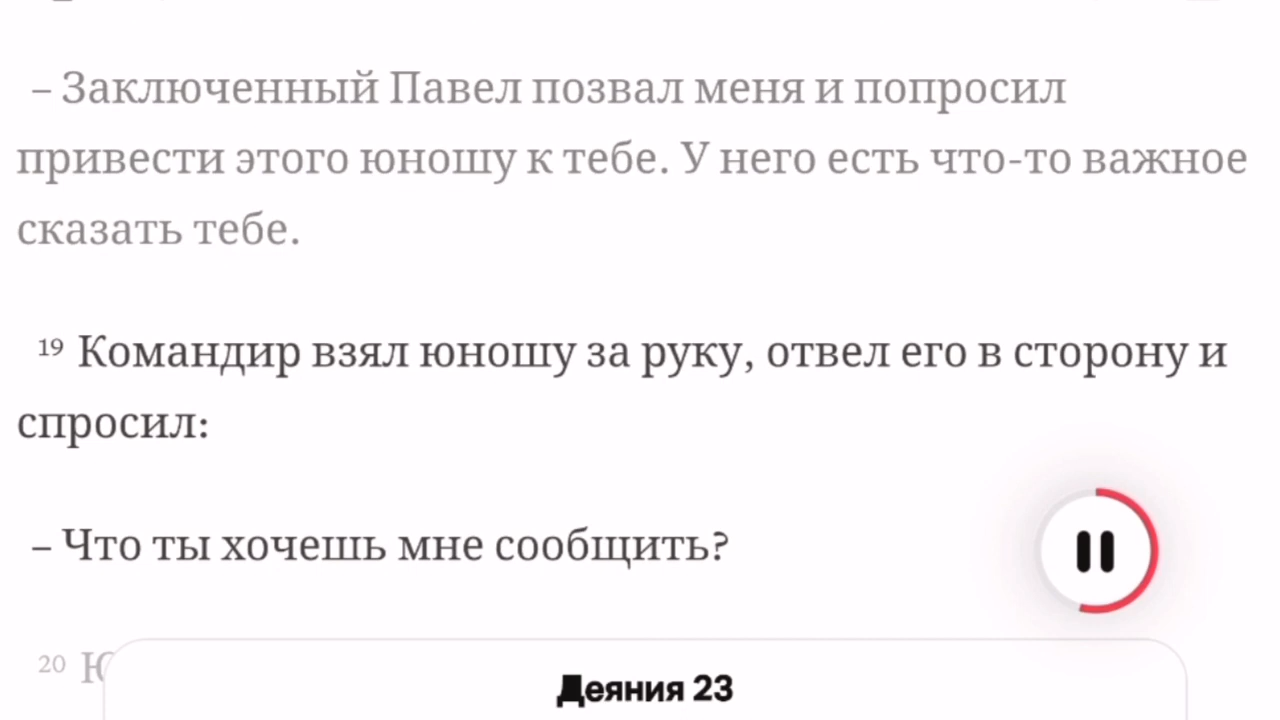 – Заключенный Павел позвал меня и попросил
привести этого юношу к тебе. У него есть что-то важное
сказать тебе.
19 Командир взял юношу за руку, отвел его в сторону и
спросил:
– Что ты хочешь мне сообщить?
20 Ю
Деяния 23